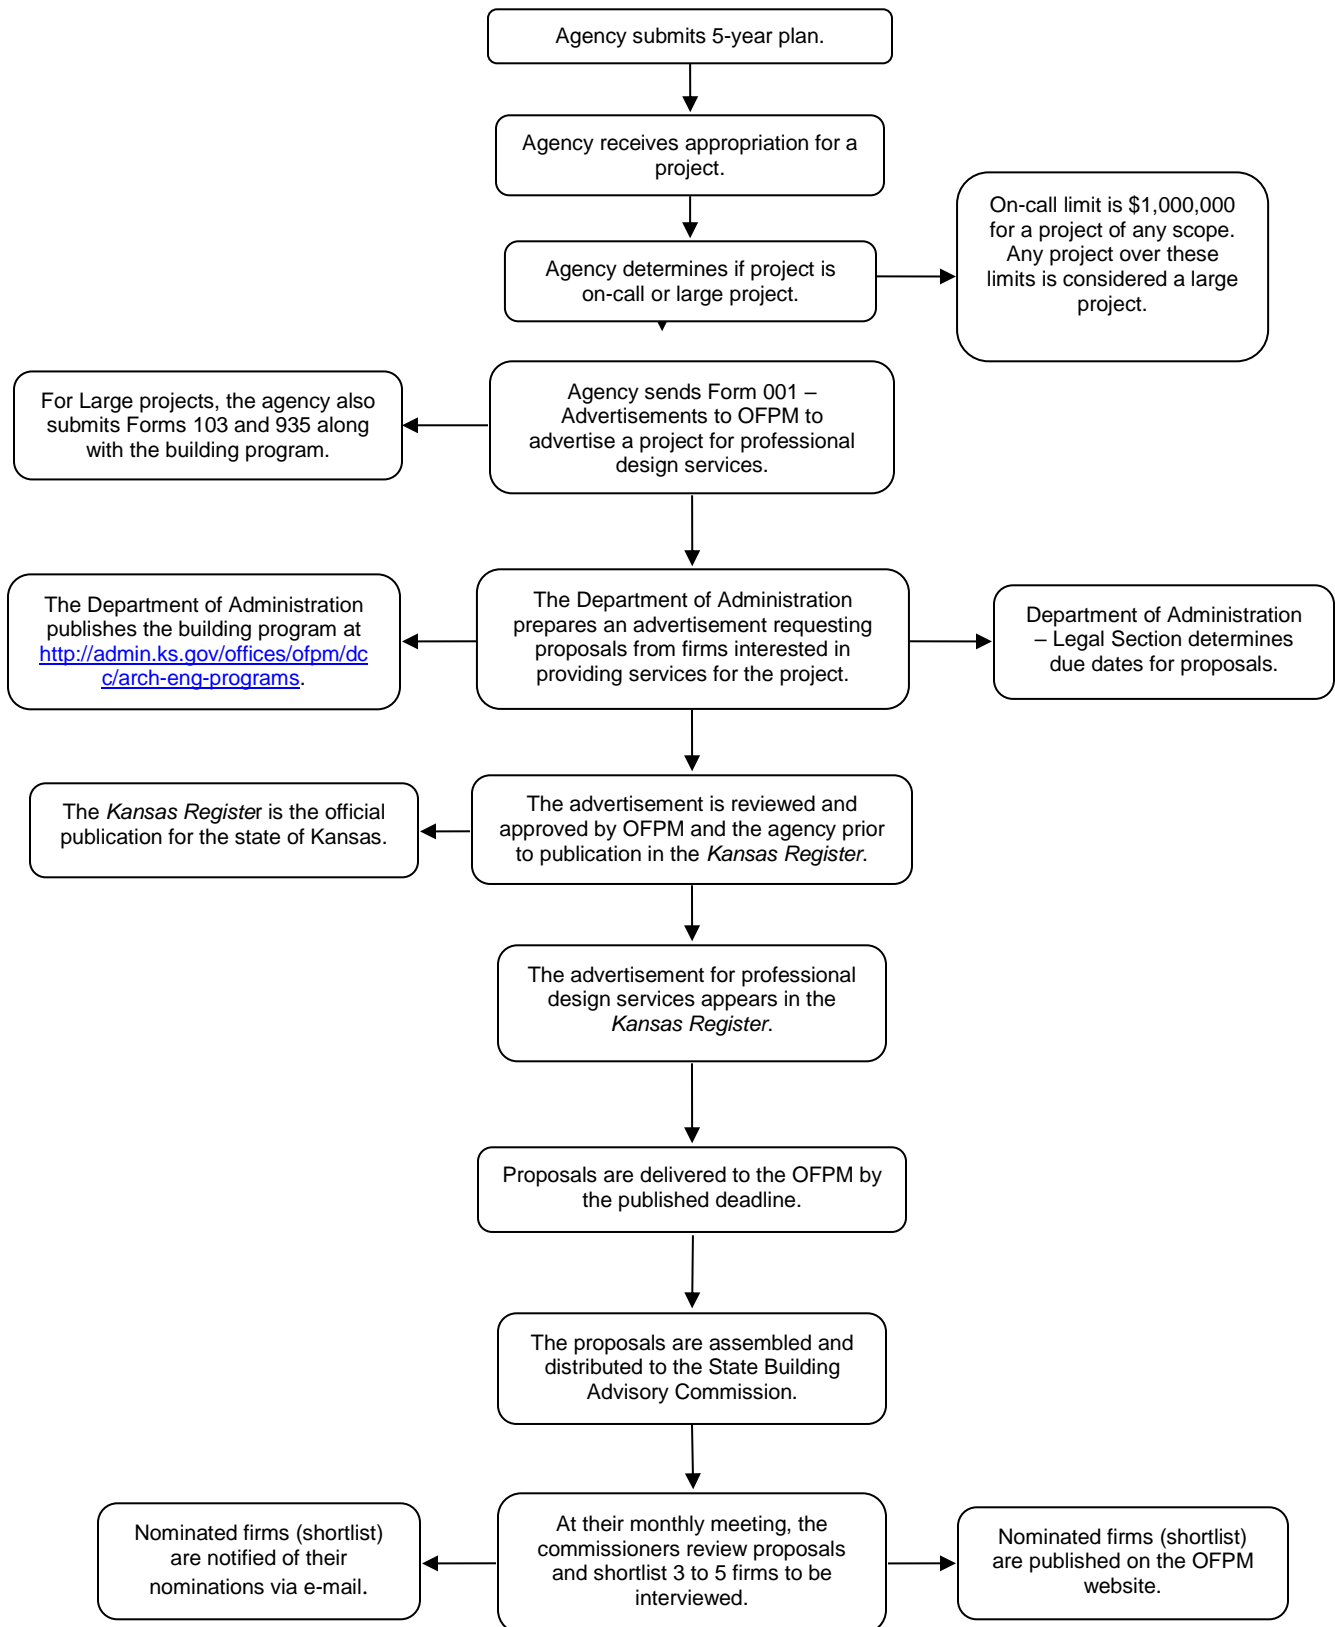 Agency submits 5-year plan.
Agency receives appropriation for a
project.
On-call limit is $1,000,000
for a project of any scope.
Any project over these
limits is considered a large
project.
Agency determines if project is
on-call or large project.
For Large projects, the agency also
submits Forms 103 and 935 along
with the building program.
Agency sends Form 001 –
Advertisements to OFPM to
advertise a project for professional
design services.
The Department of Administration
publishes the building program at
http://admin.ks.gov/offices/ofpm/dc
c/arch-eng-programs.
The Department of Administration
prepares an advertisement requesting
proposals from firms interested in
providing services for the project.
Department of Administration
– Legal Section determines
due dates for proposals.
The Kansas Register is the official
publication for the state of Kansas.
The advertisement is reviewed and
approved by OFPM and the agency prior
to publication in the Kansas Register.
The advertisement for professional
design services appears in the
Kansas Register.
Proposals are delivered to the OFPM by
the published deadline.
The proposals are assembled and
distributed to the State Building
Advisory Commission.
Nominated firms (shortlist)
are notified of their
nominations via e-mail.
At their monthly meeting, the
commissioners review proposals
and shortlist 3 to 5 firms to be
interviewed.
Nominated firms (shortlist)
are published on the OFPM
website.